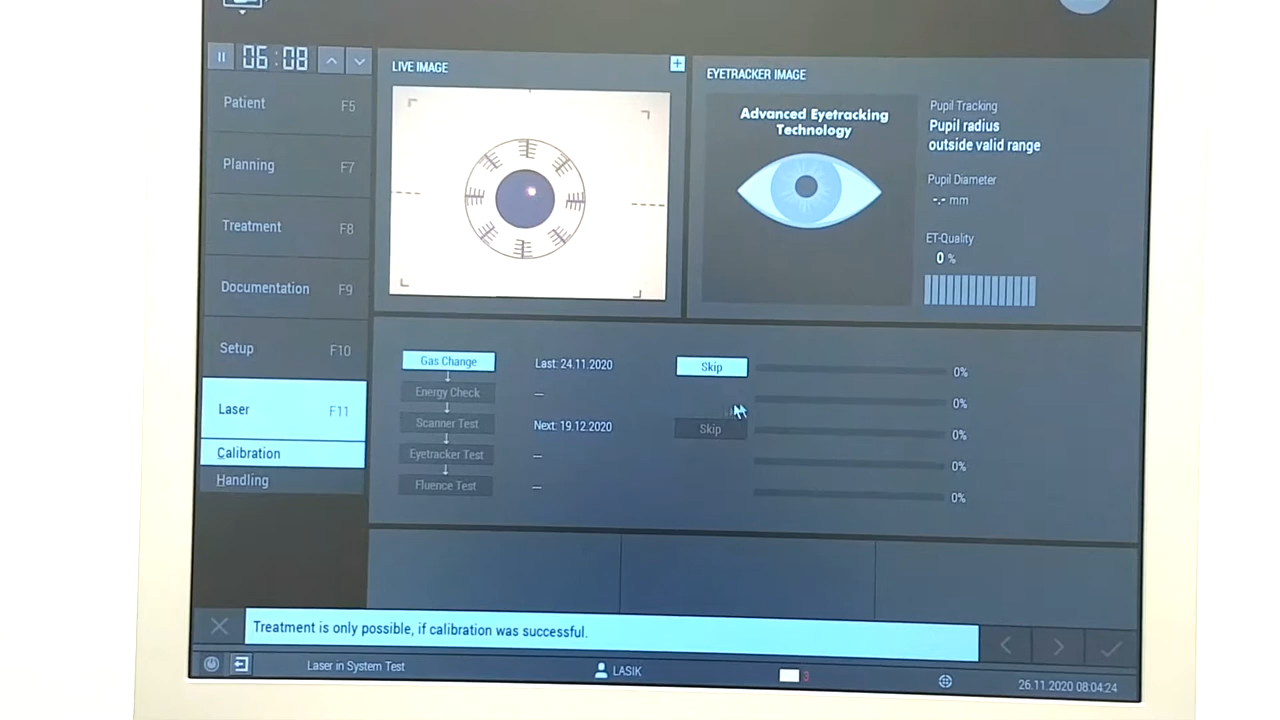 06:08
LIVE IMAGE
EYETRACKER IMAGE
Patient F5
Planning F7
Treatment F8
Documentation F9
Setup F10
Laser F11
Calibration
Handling
Advanced Eyetracking
Technology
Pupil Tracking
Pupil radius
outside valid range
Pupil Diameter
-.- mm
ET-Quality
0 %
Gas Change Last: 24.11.2020 Skip 0%
Energy Check — 0%
Scanner Test Next: 19.12.2020 Skip 0%
Eyetracker Test — 0%
Fluence Test — 0%
Treatment is only possible, if calibration was successful.
Laser in System Test LASIK 3 26.11.2020 08:04:24